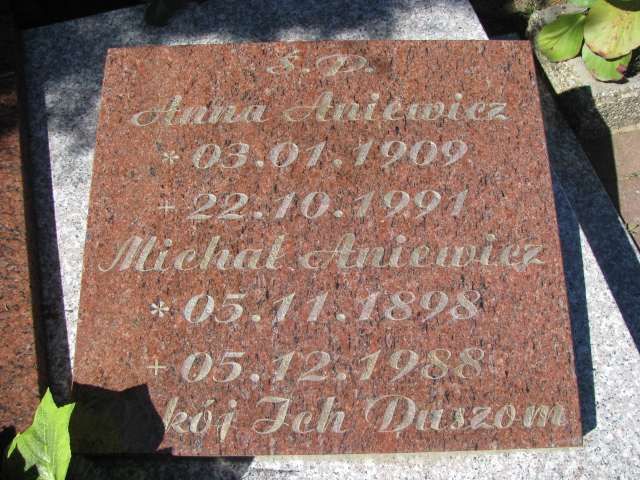 Ś.P.
Anna Aniewicz
* 03.01.1909
+ 22.10.1991
Michał Aniewicz
* 05.11.1898
+ 05.12.1988
kój Ich Duszom